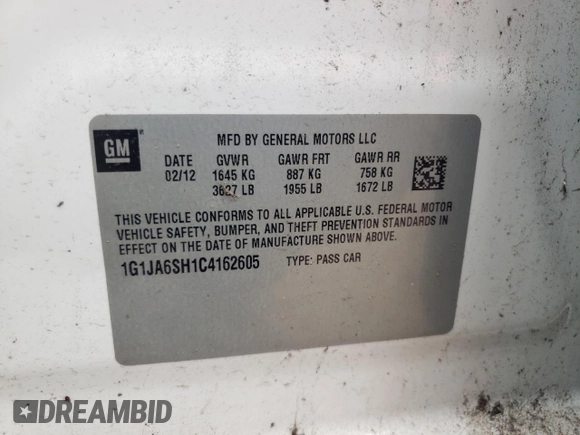 GM
MFD BY GENERAL MOTORS LLC
DATE GVWR GAWR FRT GAWR RR
02/12 1645 KG 887 KG 758 KG
3627 LB 1955 LB 1672 LB
THIS VEHICLE CONFORMS TO ALL APPLICABLE U.S. FEDERAL MOTOR
VEHICLE SAFETY, BUMPER, AND THEFT PREVENTION STANDARDS IN
EFFECT ON THE DATE OF MANUFACTURE SHOWN ABOVE.
1G1JA6SH1C4162605 TYPE: PASS CAR
DREAMBID